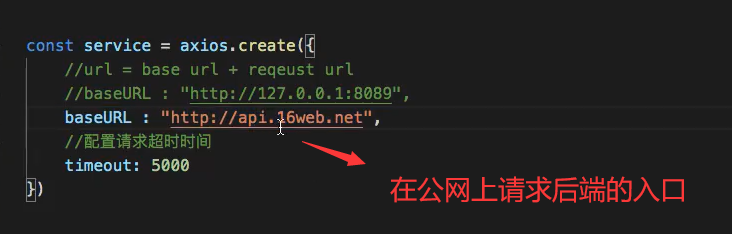 const service = axios.create({
//url = base url + reqeust url
//baseURL : "http://127.0.0.1:8089",
baseURL : "http://api.16web.net",
//配置请求超时时间
timeout: 5000
})
在公网上请求后端的入口